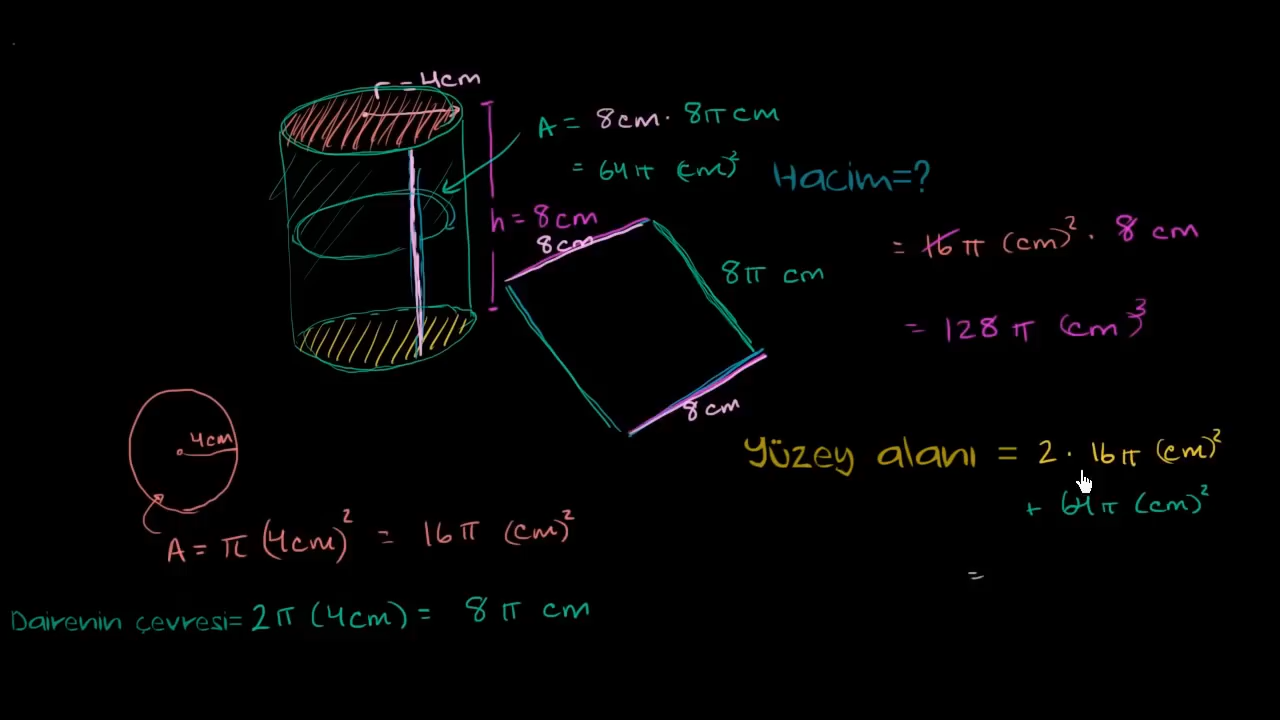 r = 4cm
A = 8cm · 8π cm
= 64π (cm)²
Hacim=?
h = 8cm
8cm
8π cm
= 16π (cm)² · 8 cm
= 128π (cm)³
8cm
4cm
Yüzey alanı = 2 · 16π (cm)²
+ 64π (cm)²
A = π (4cm)² = 16π (cm)²
=
Dairenin çevresi= 2π (4cm) = 8π cm